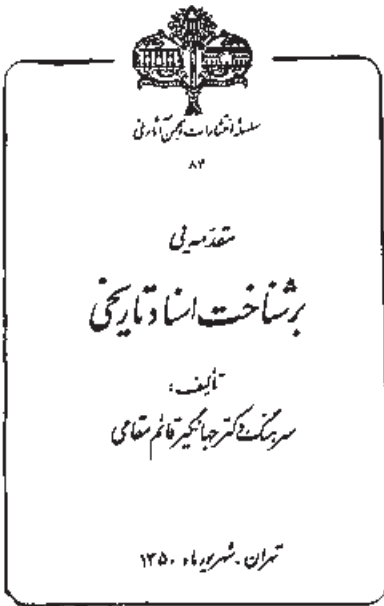 سلسلهٔ انتشارات انجمن آثار ملی
۸۴
مقدمه‌یی
بر شناخت اسناد تاریخی
تألیف:
سرهنگ دکتر جهانگیر قائم مقامی
تهران - شهریور ماه ۱۳۵۰